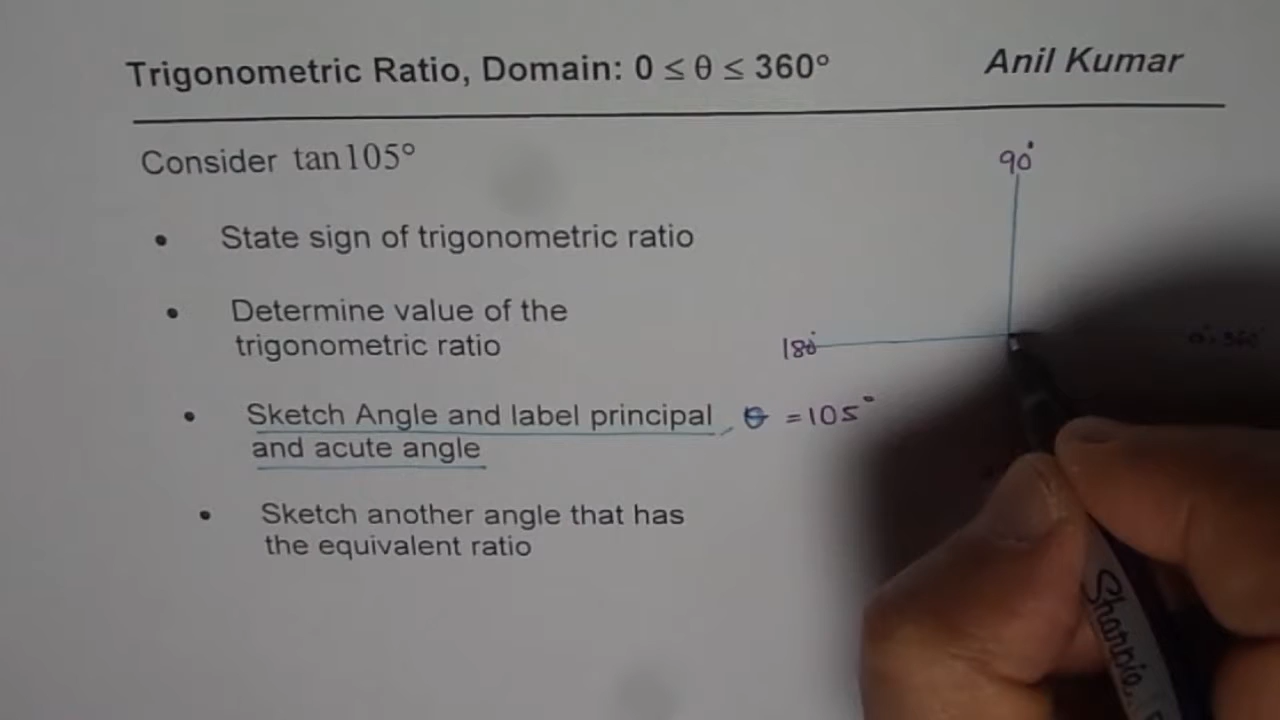 Trigonometric Ratio, Domain: 0 ≤ θ ≤ 360°
Anil Kumar
Consider tan105°
90°
• State sign of trigonometric ratio
• Determine value of the
trigonometric ratio
180°
0°, 360°
• Sketch Angle and label principal
and acute angle
θ = 105°
• Sketch another angle that has
the equivalent ratio
Sharpie